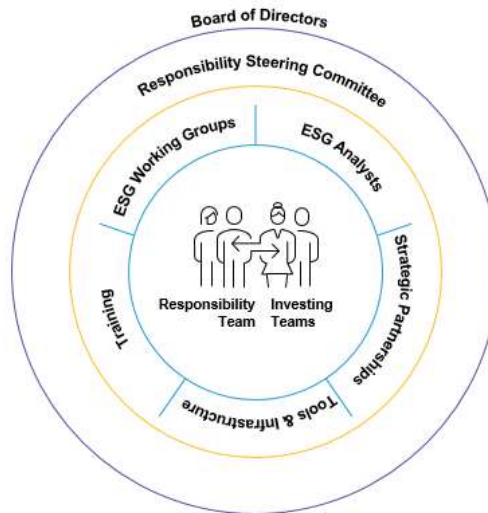 Board of Directors
Responsibility Steering Committee
ESG Working Groups
ESG Analysts
Strategic Partnerships
Tools & Infrastructure
Training
Responsibility
Team
Investing
Teams